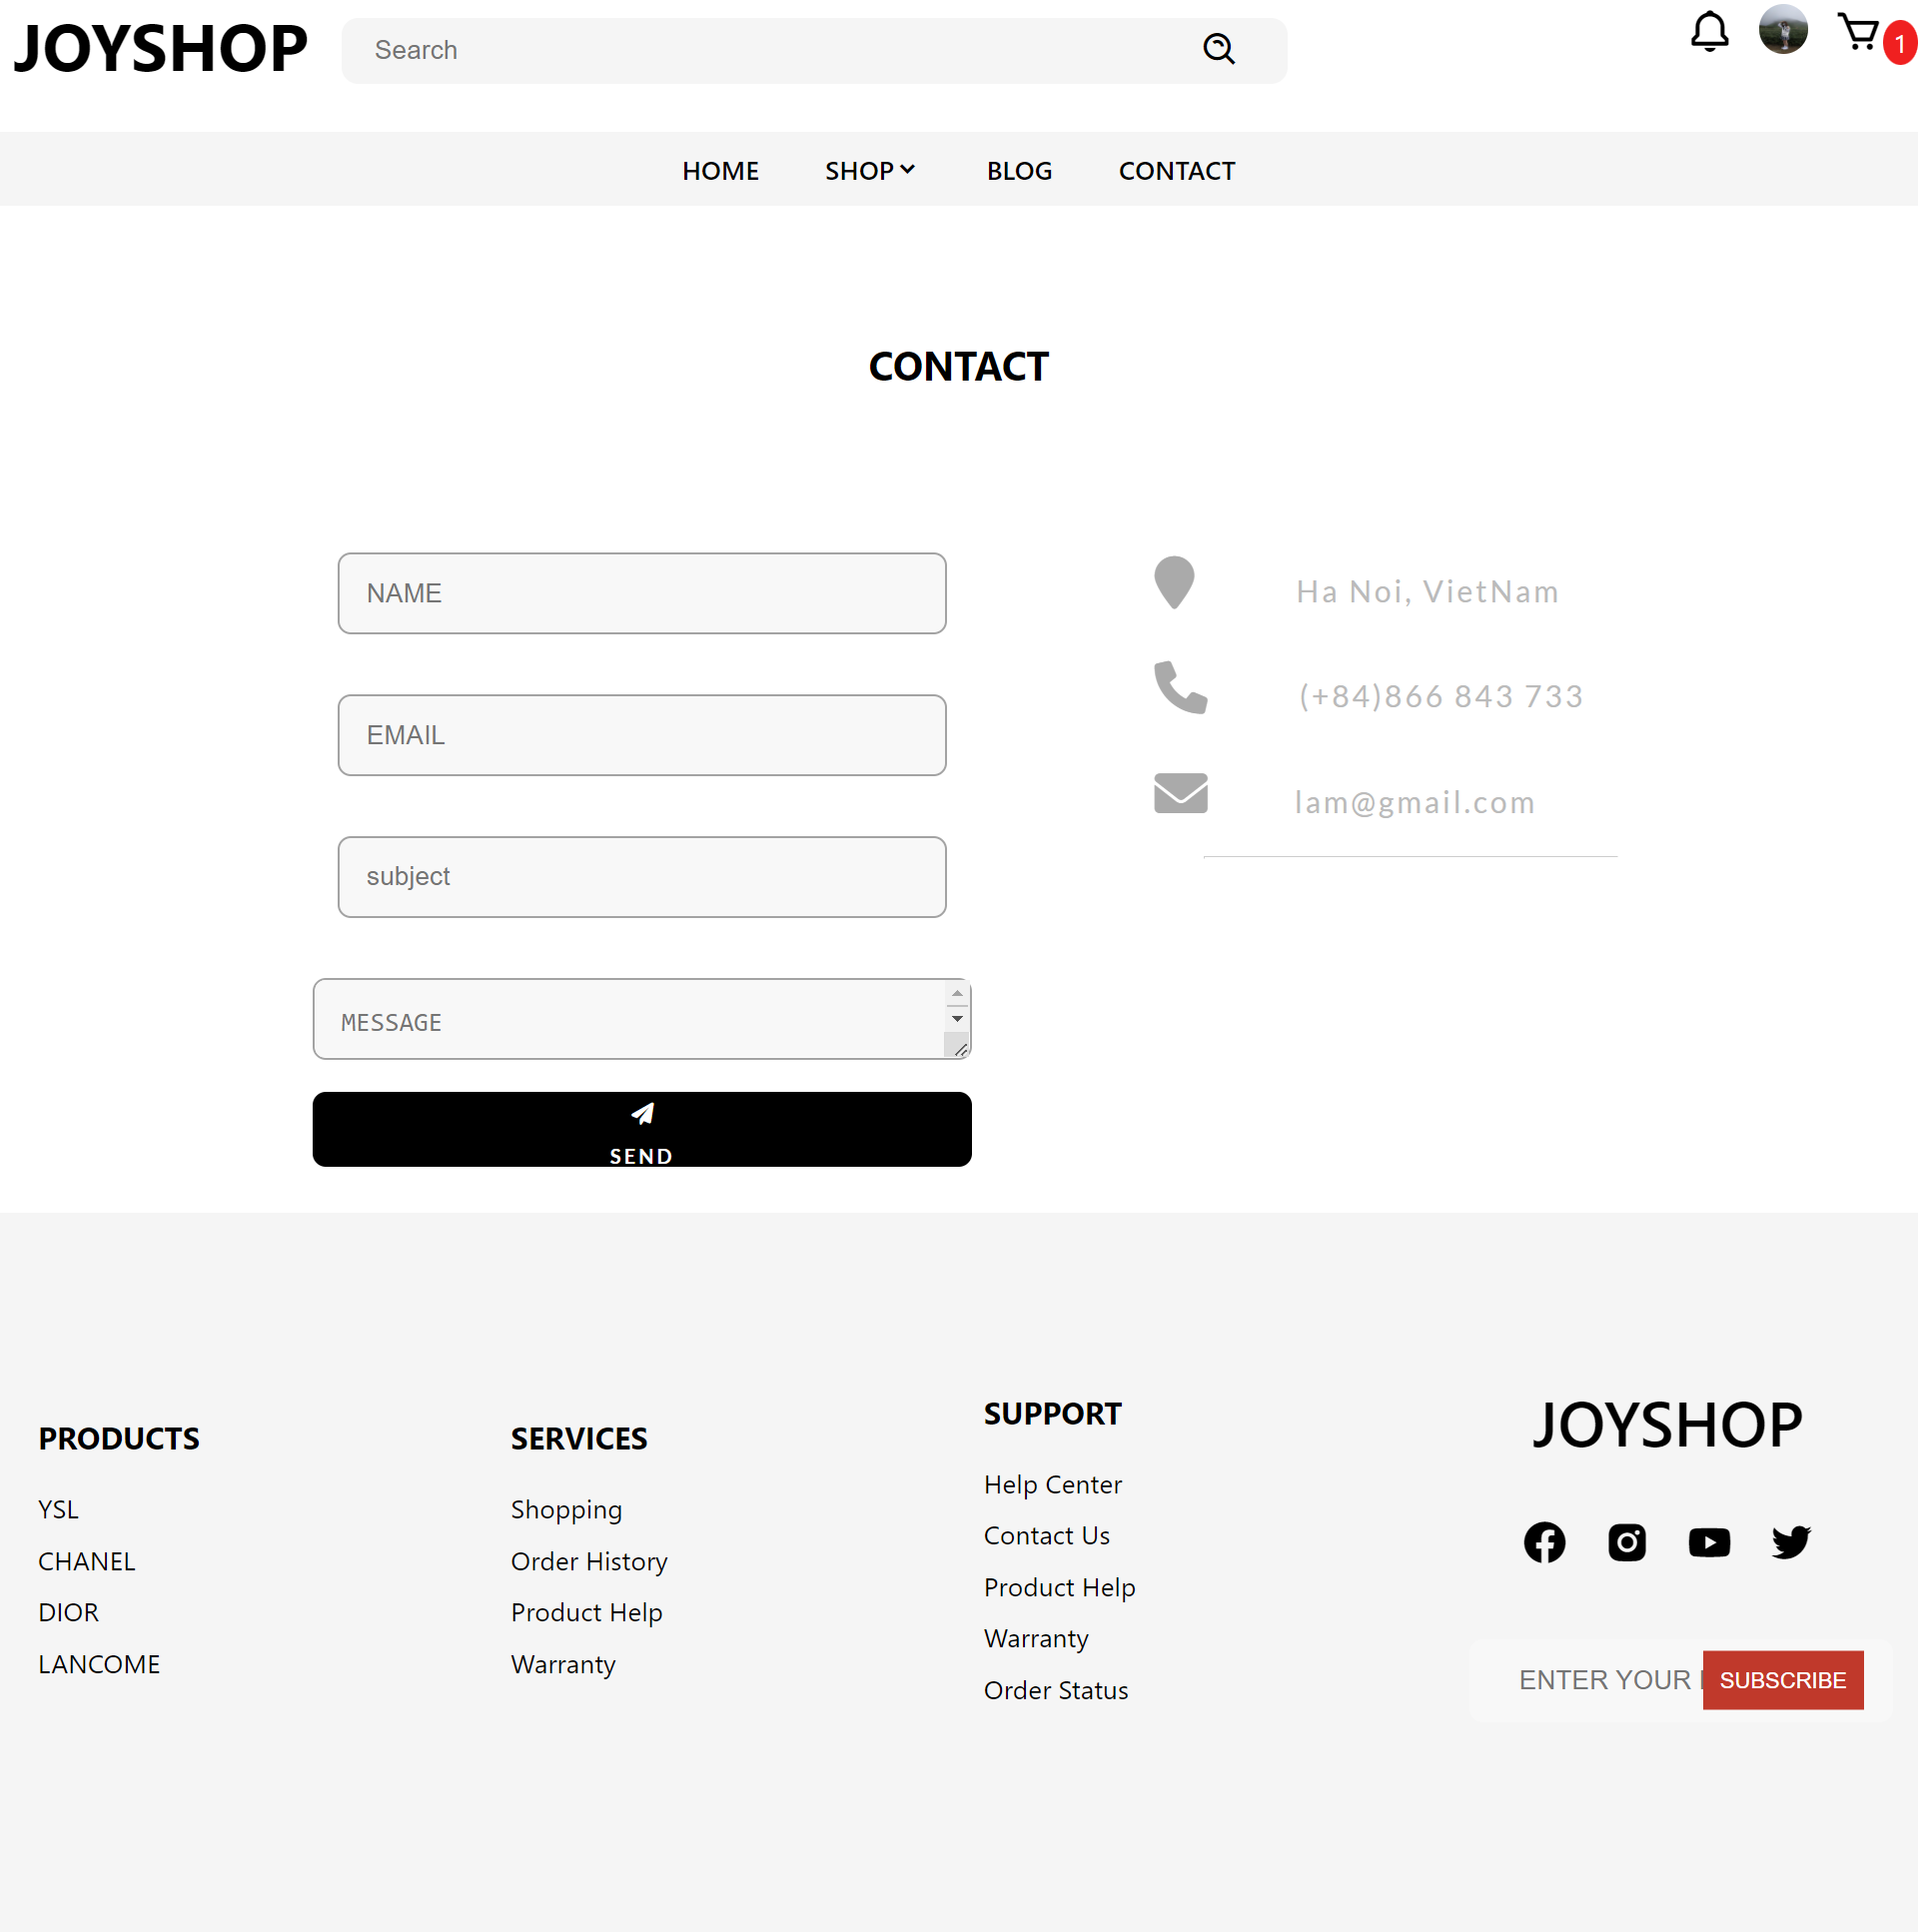 JOYSHOP
Search
1
HOME
SHOP
BLOG
CONTACT
CONTACT
NAME
EMAIL
subject
MESSAGE
SEND
Ha Noi, VietNam
(+84)866 843 733
lam@gmail.com
PRODUCTS
YSL
CHANEL
DIOR
LANCOME
SERVICES
Shopping
Order History
Product Help
Warranty
SUPPORT
Help Center
Contact Us
Product Help
Warranty
Order Status
JOYSHOP
ENTER YOUR
SUBSCRIBE